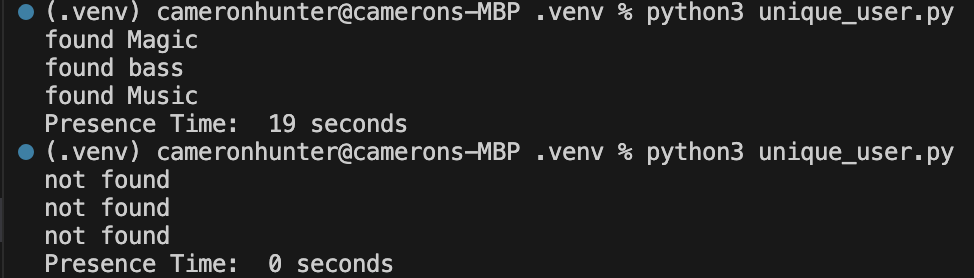 (.venv) cameronhunter@camerons-MBP .venv % python3 unique_user.py
found Magic
found bass
found Music
Presence Time:  19 seconds
(.venv) cameronhunter@camerons-MBP .venv % python3 unique_user.py
not found
not found
not found
Presence Time:  0 seconds